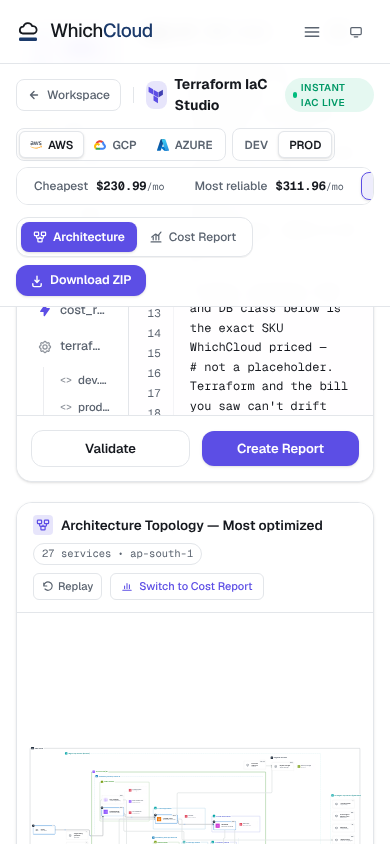 WhichCloud
Workspace
Terraform IaC
Studio
INSTANT
IAC LIVE
aws AWS
GCP
AZURE
DEV
PROD
Cheapest $230.99/mo
Most reliable $311.96/mo
Architecture
Cost Report
Download ZIP
cost_r...
terraf...
<> dev....
<> prod...
13
14
15
16
17
18
and DB class below is
the exact SKU
WhichCloud priced —
# not a placeholder.
Terraform and the bill
you saw can't drift
Validate
Create Report
Architecture Topology — Most optimized
27 services • ap-south-1
Replay
Switch to Cost Report